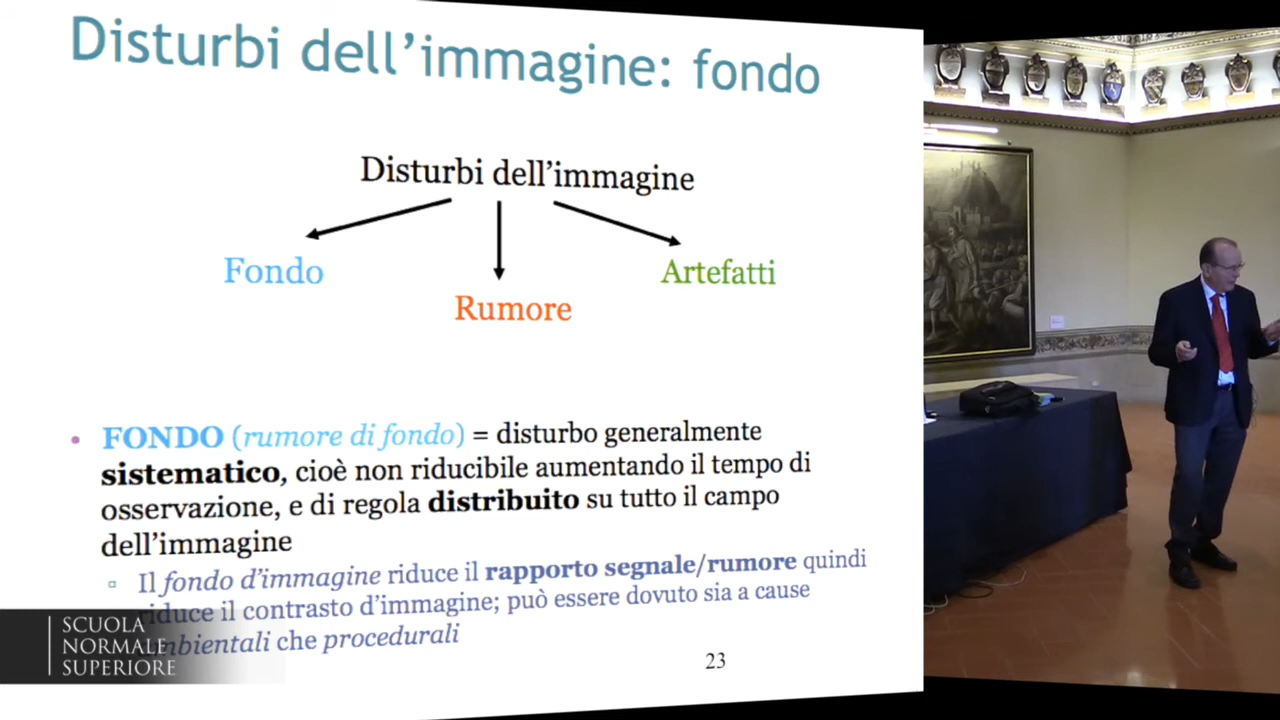 Disturbi dell'immagine: fondo
Disturbi dell'immagine
Fondo
Rumore
Artefatti
• FONDO (rumore di fondo) = disturbo generalmente
sistematico, cioè non riducibile aumentando il tempo di
osservazione, e di regola distribuito su tutto il campo
dell'immagine
▫ Il fondo d'immagine riduce il rapporto segnale/rumore quindi
riduce il contrasto d'immagine; può essere dovuto sia a cause
ambientali che procedurali
23
SCUOLA
NORMALE
SUPERIORE